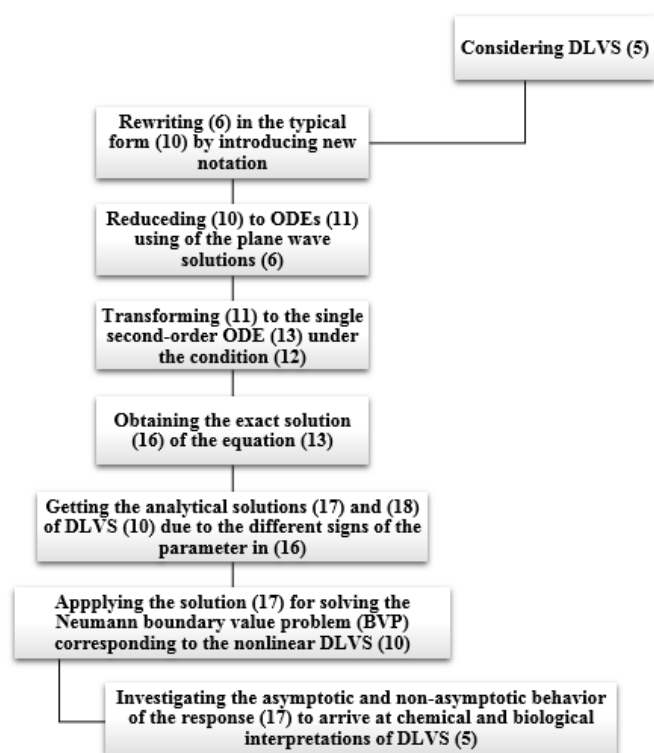 Considering DLVS (5)
Rewriting (6) in the typical
form (10) by introducing new
notation
Reduceding (10) to ODEs (11)
using of the plane wave
solutions (6)
Transforming (11) to the single
second-order ODE (13) under
the condition (12)
Obtaining the exact solution
(16) of the equation (13)
Getting the analytical solutions (17) and (18)
of DLVS (10) due to the different signs of the
parameter in (16)
Appplying the solution (17) for solving the
Neumann boundary value problem (BVP)
corresponding to the nonlinear DLVS (10)
Investigating the asymptotic and non-asymptotic behavior
of the response (17) to arrive at chemical and biological
interpretations of DLVS (5)